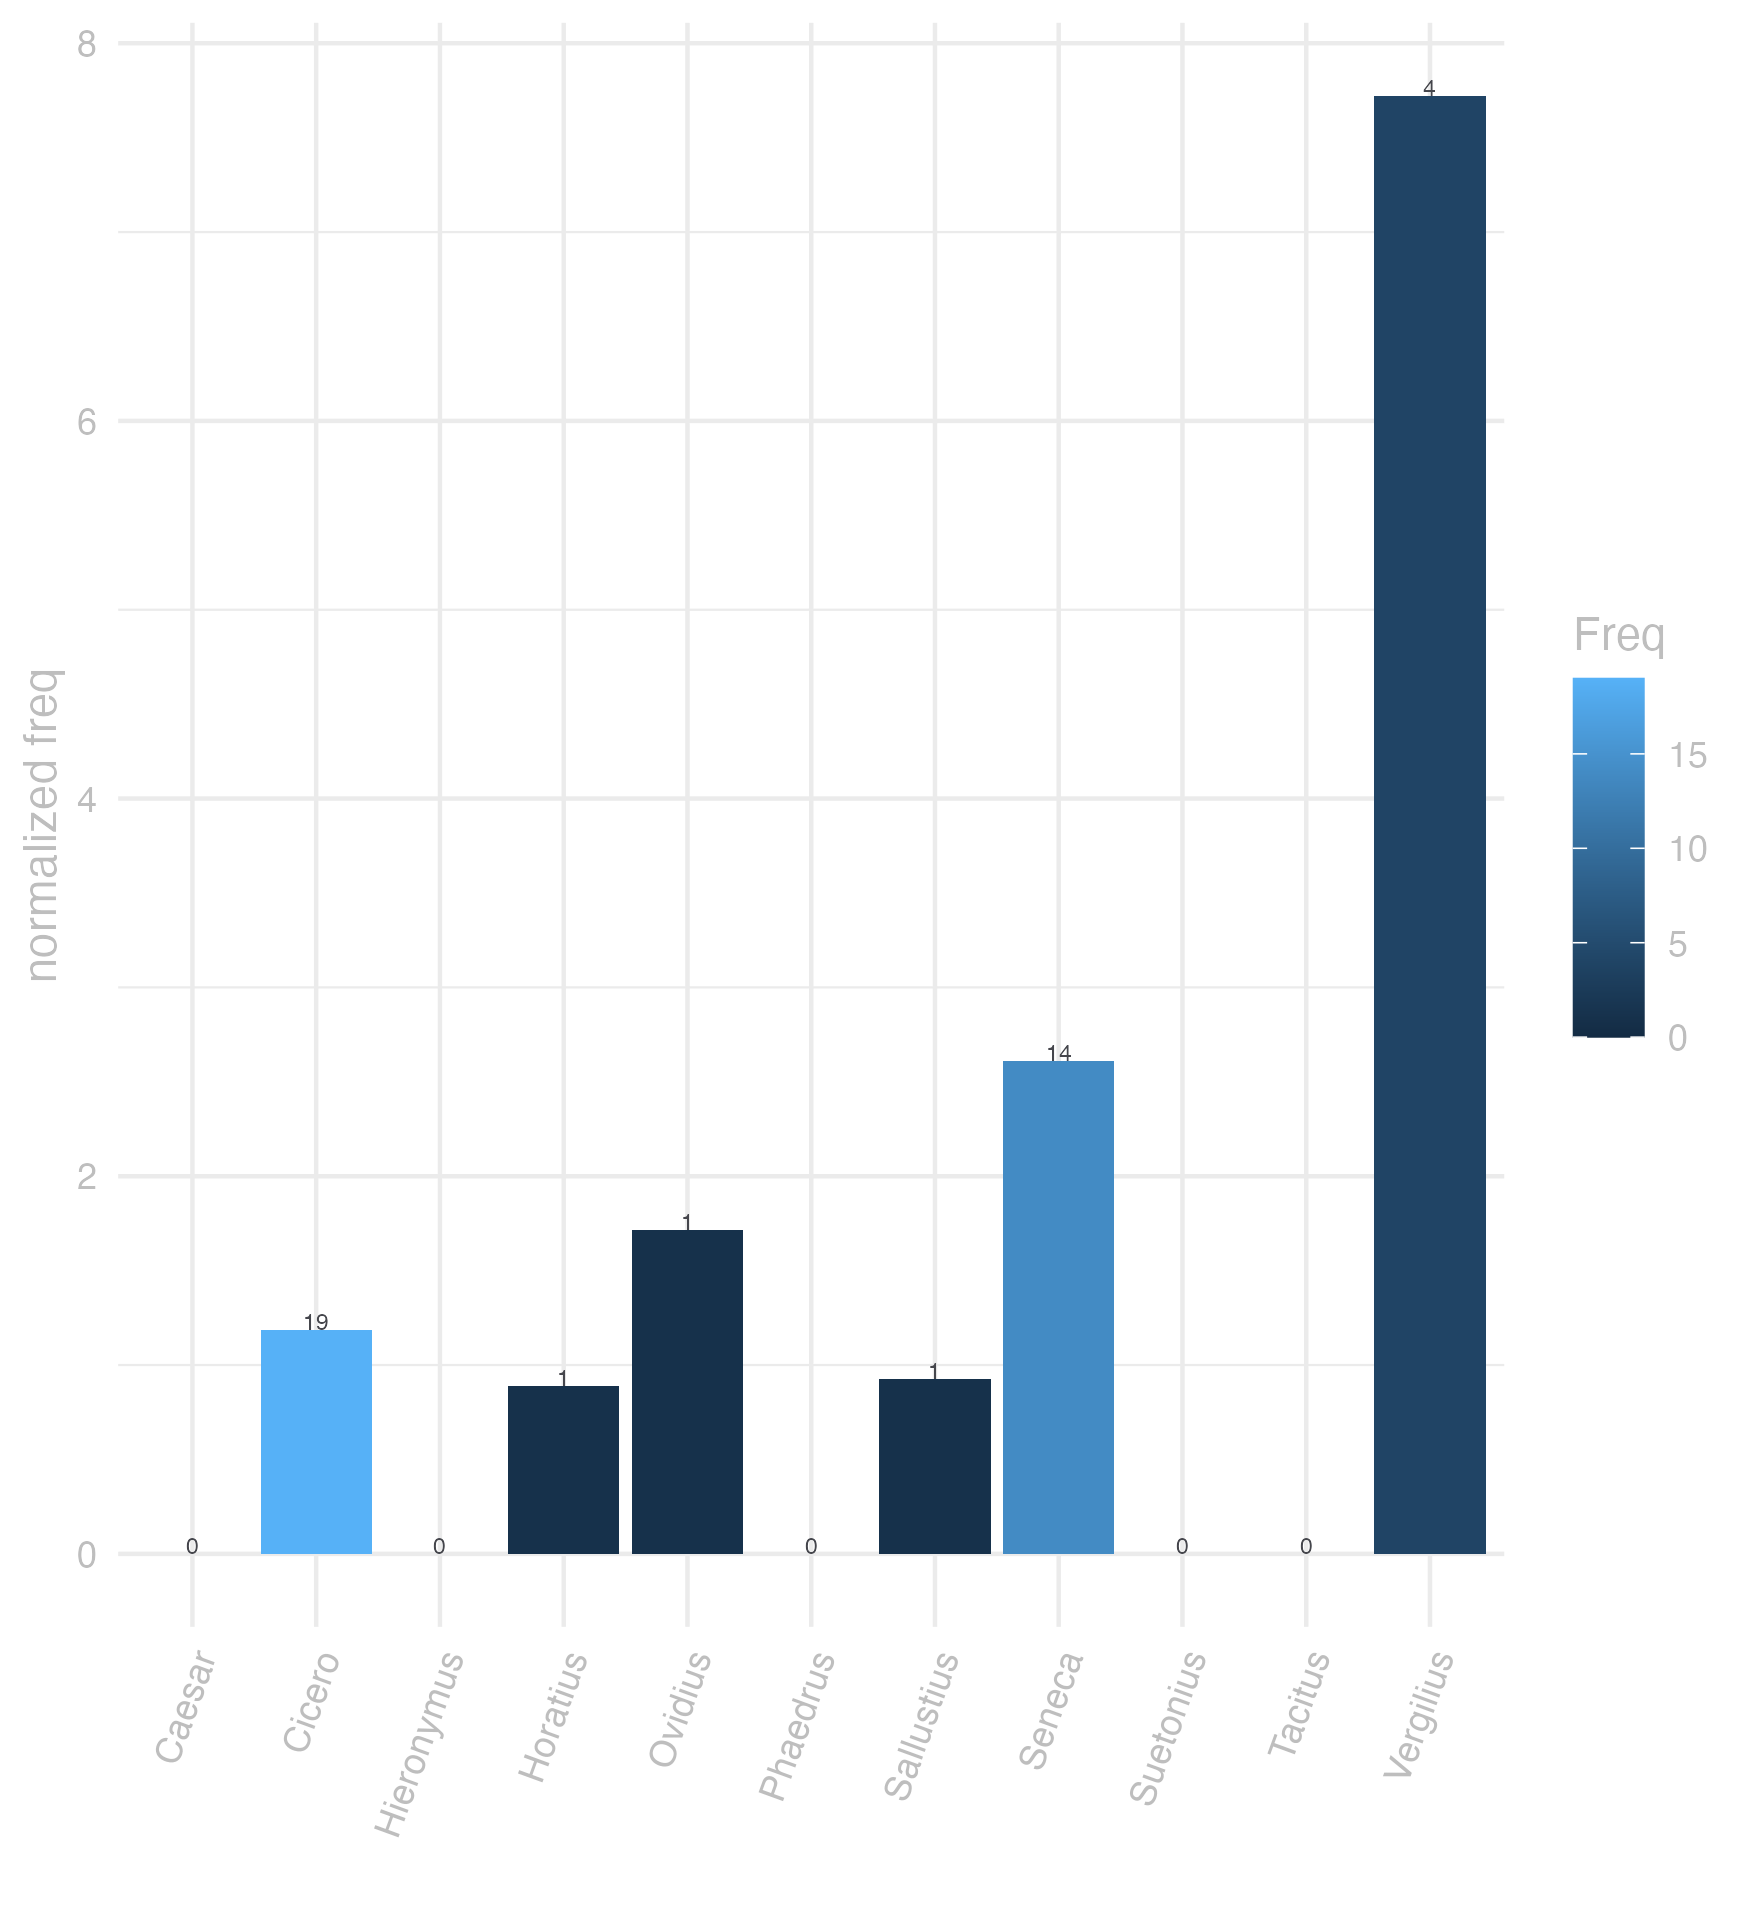 8
6
4
2
0
normalized freq
0
19
0
1
1
0
1
14
0
0
4
Caesar
Cicero
Hieronymus
Horatius
Ovidius
Phaedrus
Sallustius
Seneca
Suetonius
Tacitus
Vergilius
Freq
15
10
5
0